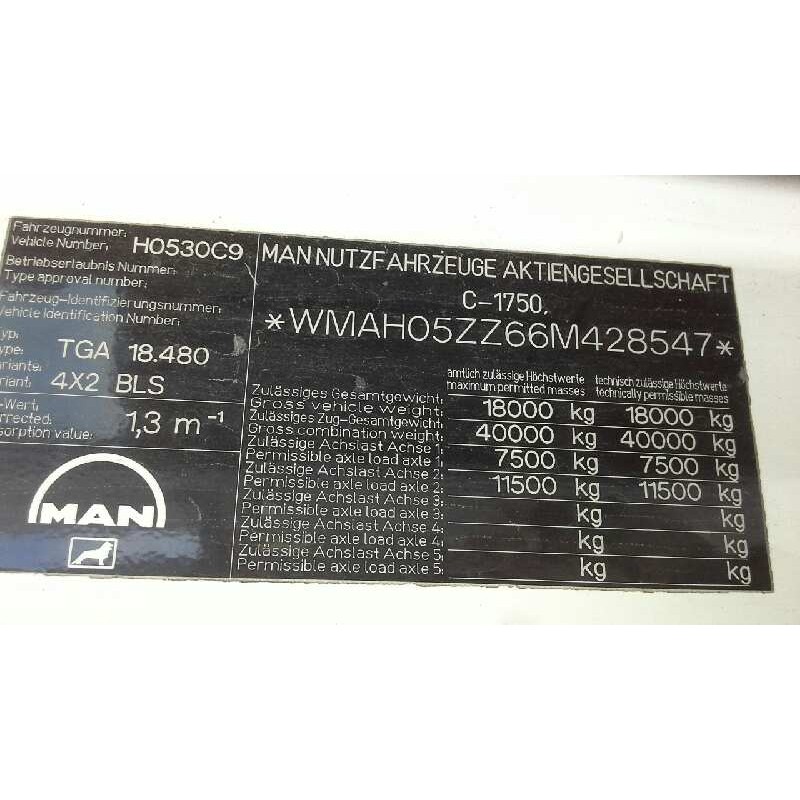 Fahrzeugnummer:
Vehicle Number: H0530C9
Betriebserlaubnis Nummer:
Type approval number:
Fahrzeug-Identifizierungsnummer:
Vehicle Identification Number:
TGA 18.480
4X2 BLS
-Wert:
1,3 m⁻¹
sorption value:
MAN
MAN NUTZFAHRZEUGE AKTIENGESELLSCHAFT
C-1750.
*WMAH05ZZ66M428547*
amtlich zulässige Höchstwerte technisch zulässige Höchstwerte
maximum permitted masses technically permissible masses
Zulässiges Gesamtgewicht:
Gross vehicle weight: 18000 kg 18000 kg
Zulässiges Zug-Gesamtgewicht:
Gross combination weight: 40000 kg 40000 kg
Zulässige Achslast Achse 1:
Permissible axle load axle 1: 7500 kg 7500 kg
Zulässige Achslast Achse 2:
Permissible axle load axle 2: 11500 kg 11500 kg
Zulässige Achslast Achse 3:
Permissible axle load axle 3: kg kg
Zulässige Achslast Achse 4:
Permissible axle load axle 4: kg kg
Zulässige Achslast Achse 5:
Permissible axle load axle 5: kg kg